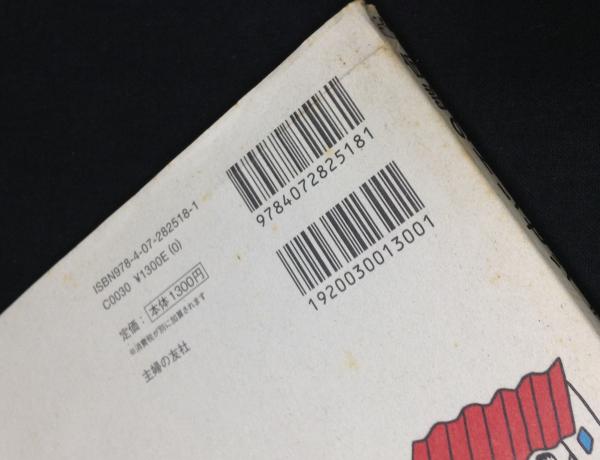 9784072825181
1920030013001
ISBN978-4-07-282518-1
C0030 ¥1300E (0)
定価：本体1300円
※消費税が別に加算されます
主婦の友社